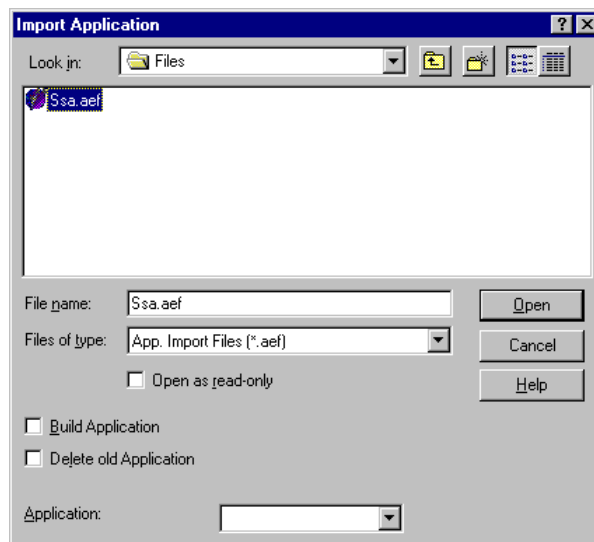 Import Application
Look in: Files
Ssa.aef
File name: Ssa.aef Open
Files of type: App. Import Files (*.aef) Cancel
Open as read-only Help
Build Application
Delete old Application
Application: